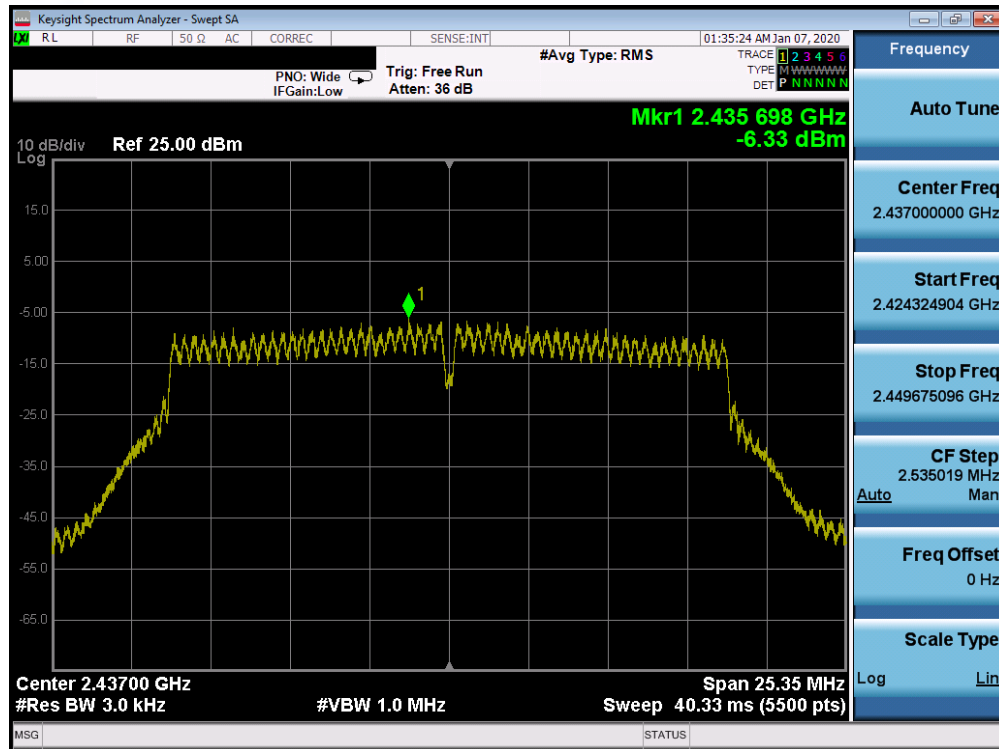 Keysight Spectrum Analyzer - Swept SA
LXI RL RF 50 Ω AC CORREC SENSE:INT 01:35:24 AM Jan 07, 2020
#Avg Type: RMS TRACE 1 2 3 4 5 6
PNO: Wide Trig: Free Run TYPE M WWWWW
IFGain:Low Atten: 36 dB DET P N N N N N
Mkr1 2.435 698 GHz
-6.33 dBm
10 dB/div Ref 25.00 dBm
Log
15.0
5.00
1
-5.00
-15.0
-25.0
-35.0
-45.0
-55.0
-65.0
Center 2.43700 GHz Span 25.35 MHz
#Res BW 3.0 kHz #VBW 1.0 MHz Sweep 40.33 ms (5500 pts)
MSG STATUS
Frequency
Auto Tune
Center Freq
2.437000000 GHz
Start Freq
2.424324904 GHz
Stop Freq
2.449675096 GHz
CF Step
2.535019 MHz
Auto Man
Freq Offset
0 Hz
Scale Type
Log Lin